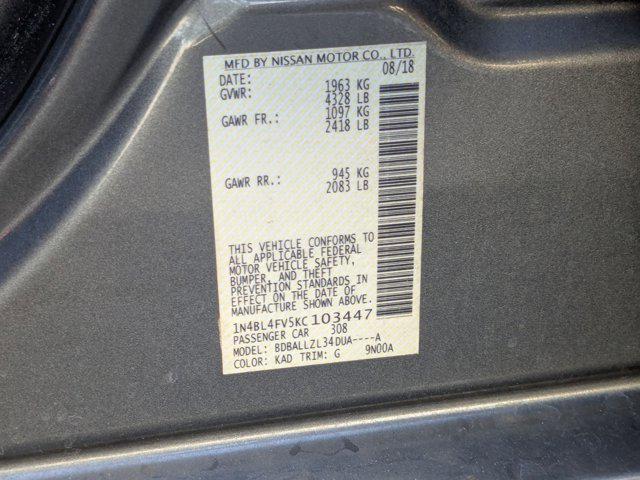 MFD BY NISSAN MOTOR CO., LTD.
DATE: 08/18
GVWR: 1963 KG
4328 LB
GAWR FR.: 1097 KG
2418 LB
GAWR RR.: 945 KG
2083 LB
THIS VEHICLE CONFORMS TO
ALL APPLICABLE FEDERAL
MOTOR VEHICLE SAFETY,
BUMPER, AND THEFT
PREVENTION STANDARDS IN
EFFECT ON THE DATE OF
MANUFACTURE SHOWN ABOVE.
1N4BL4FV5KC103447
PASSENGER CAR 308
MODEL: BDBALLZL34DUA----A
COLOR: KAD TRIM: G 9N00A